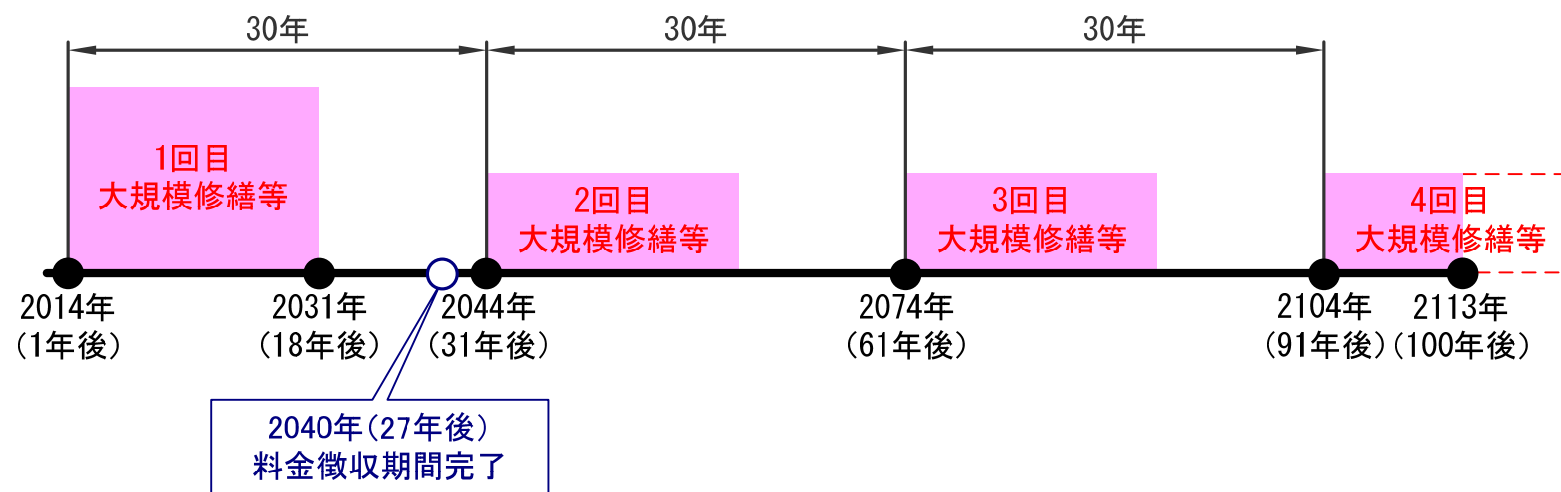 30年
30年
30年
1回目
大規模修繕等
2回目
大規模修繕等
3回目
大規模修繕等
4回目
大規模修繕等
2014年
(1年後)
2031年
(18年後)
2044年
(31年後)
2074年
(61年後)
2104年
(91年後)
2113年
(100年後)
2040年(27年後)
料金徴収期間完了